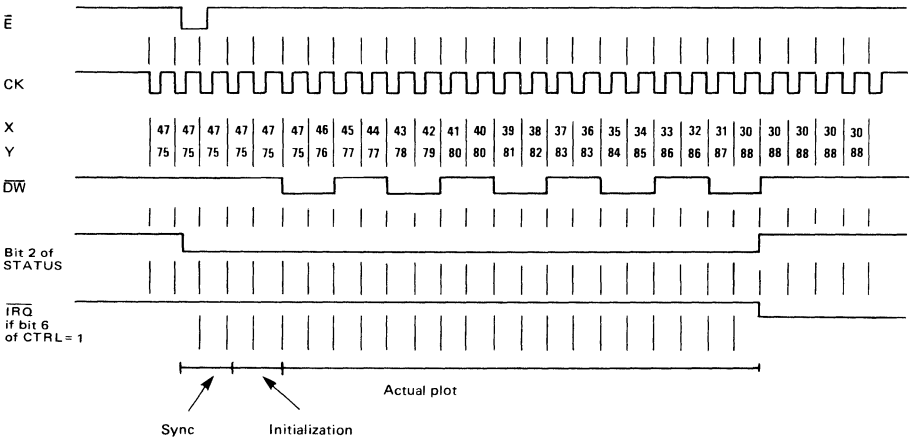 E
CK
X 47 47 47 47 47 47 46 45 44 43 42 41 40 39 38 37 36 35 34 33 32 31 30 30 30 30 30
Y 75 75 75 75 75 75 76 77 77 78 79 80 80 81 82 83 83 84 85 86 86 87 88 88 88 88 88
DW
Bit 2 of
STATUS
IRQ
if bit 6
of CTRL = 1
Actual plot
Sync Initialization